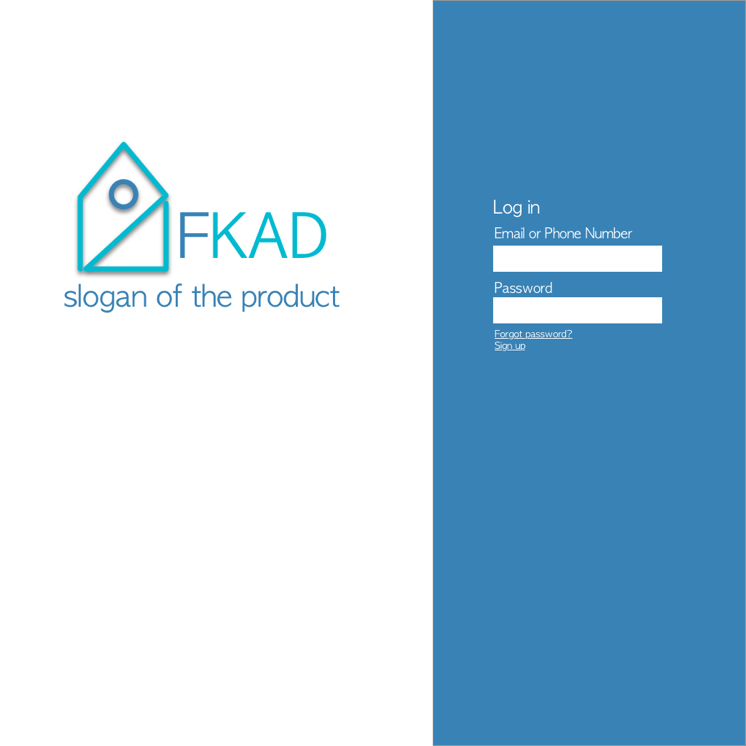 FKAD
slogan of the product
Log in
Email or Phone Number
Password
Forgot password?
Sign up